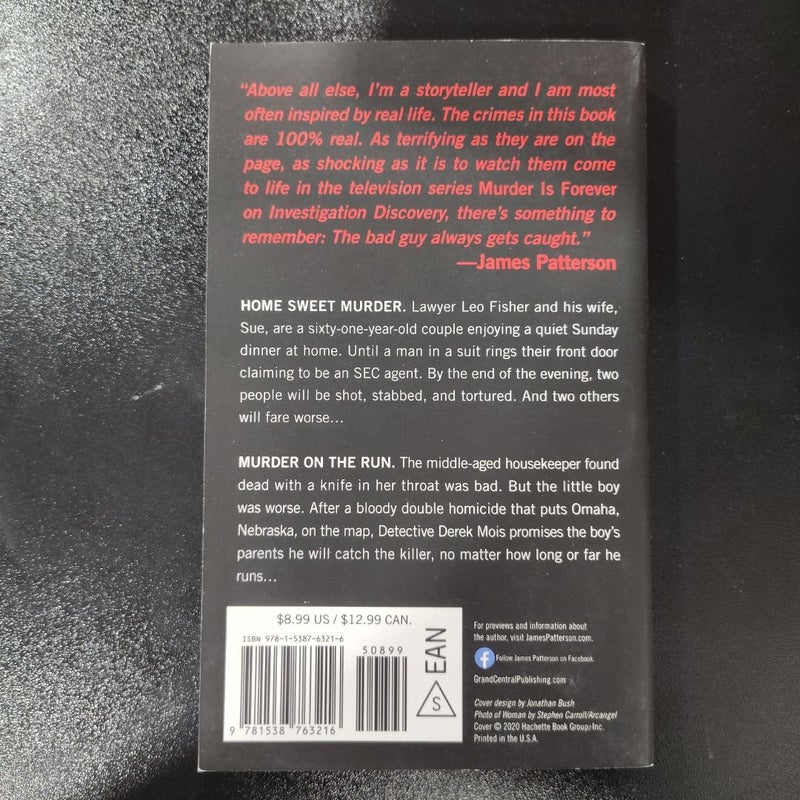 “Above all else, I’m a storyteller and I am most
often inspired by real life. The crimes in this book
are 100% real. As terrifying as they are on the
page, as shocking as it is to watch them come
to life in the television series Murder Is Forever
on Investigation Discovery, there’s something to
remember: The bad guy always gets caught.”
—James Patterson
HOME SWEET MURDER. Lawyer Leo Fisher and his wife,
Sue, are a sixty-one-year-old couple enjoying a quiet Sunday
dinner at home. Until a man in a suit rings their front door
claiming to be an SEC agent. By the end of the evening, two
people will be shot, stabbed, and tortured. And two others
will fare worse…
MURDER ON THE RUN. The middle-aged housekeeper found
dead with a knife in her throat was bad. But the little boy
was worse. After a bloody double homicide that puts Omaha,
Nebraska, on the map, Detective Derek Mois promises the boy’s
parents he will catch the killer, no matter how long or far he
runs…
$8.99 US / $12.99 CAN.
ISBN 978-1-5387-6321-6
50899
9 781538 763216
EAN
S
For previews and information about
the author, visit JamesPatterson.com.
f Follow James Patterson on Facebook.
GrandCentralPublishing.com
Cover design by Jonathan Bush
Photo of Woman by Stephen Carroll/Arcangel
Cover © 2020 Hachette Book Group, Inc.
Printed in the U.S.A.